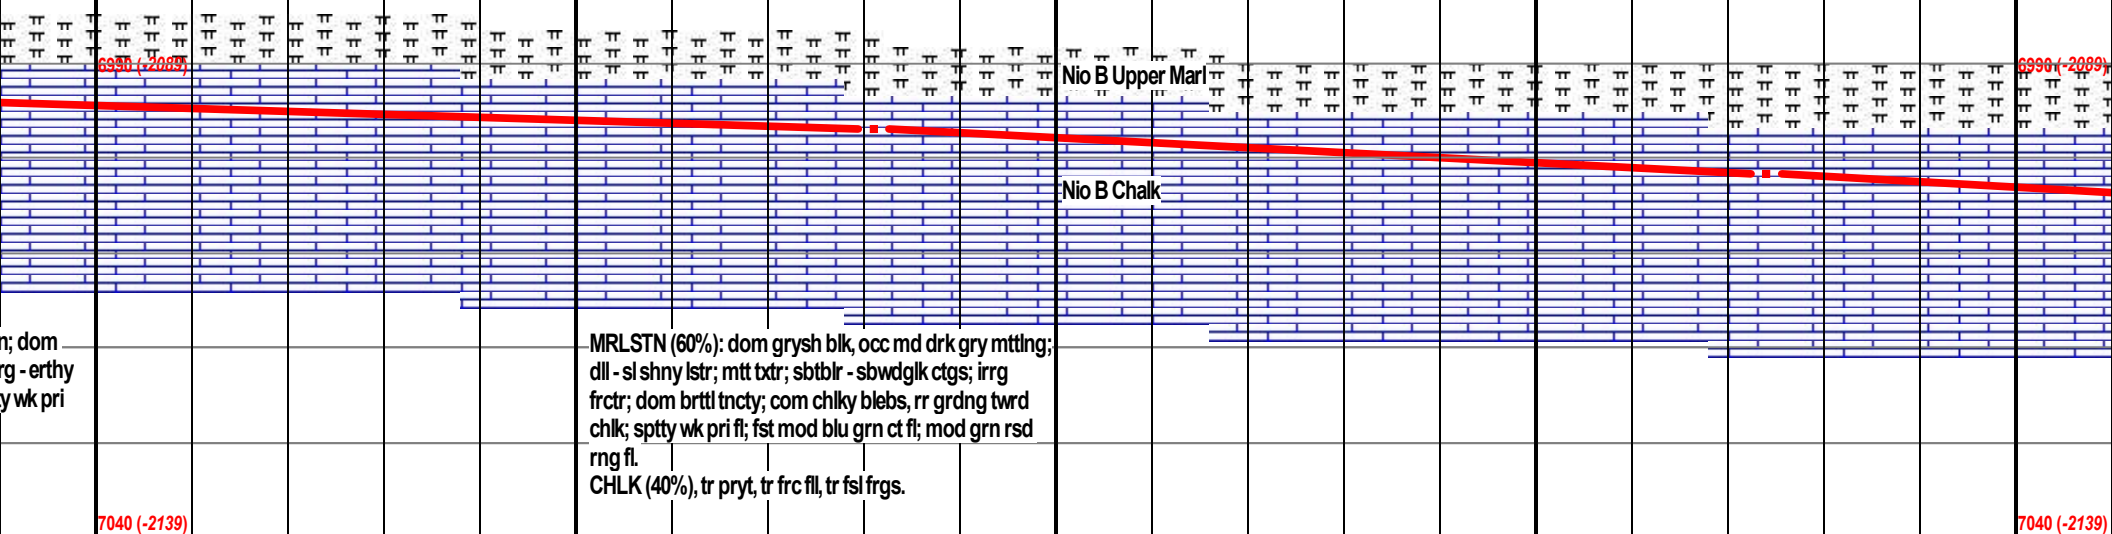 6990 (-2089)
Nio B Upper Marl
6990 (-2089)
Nio B Chalk
n; dom
rg - erthy
y wk pri
MRLSTN (60%): dom grysh blk, occ md drk gry mttlng;
dll - sl shny lstr; mtt txtr; sbtblr - sbwdglk ctgs; irrg
frctr; dom brttl tncty; com chlky blebs, rr grdng twrd
chlk; sptty wk pri fl; fst mod blu grn ct fl; mod grn rsd
rng fl.
CHLK (40%), tr pryt, tr frc fll, tr fsl frgs.
7040 (-2139)
7040 (-2139)